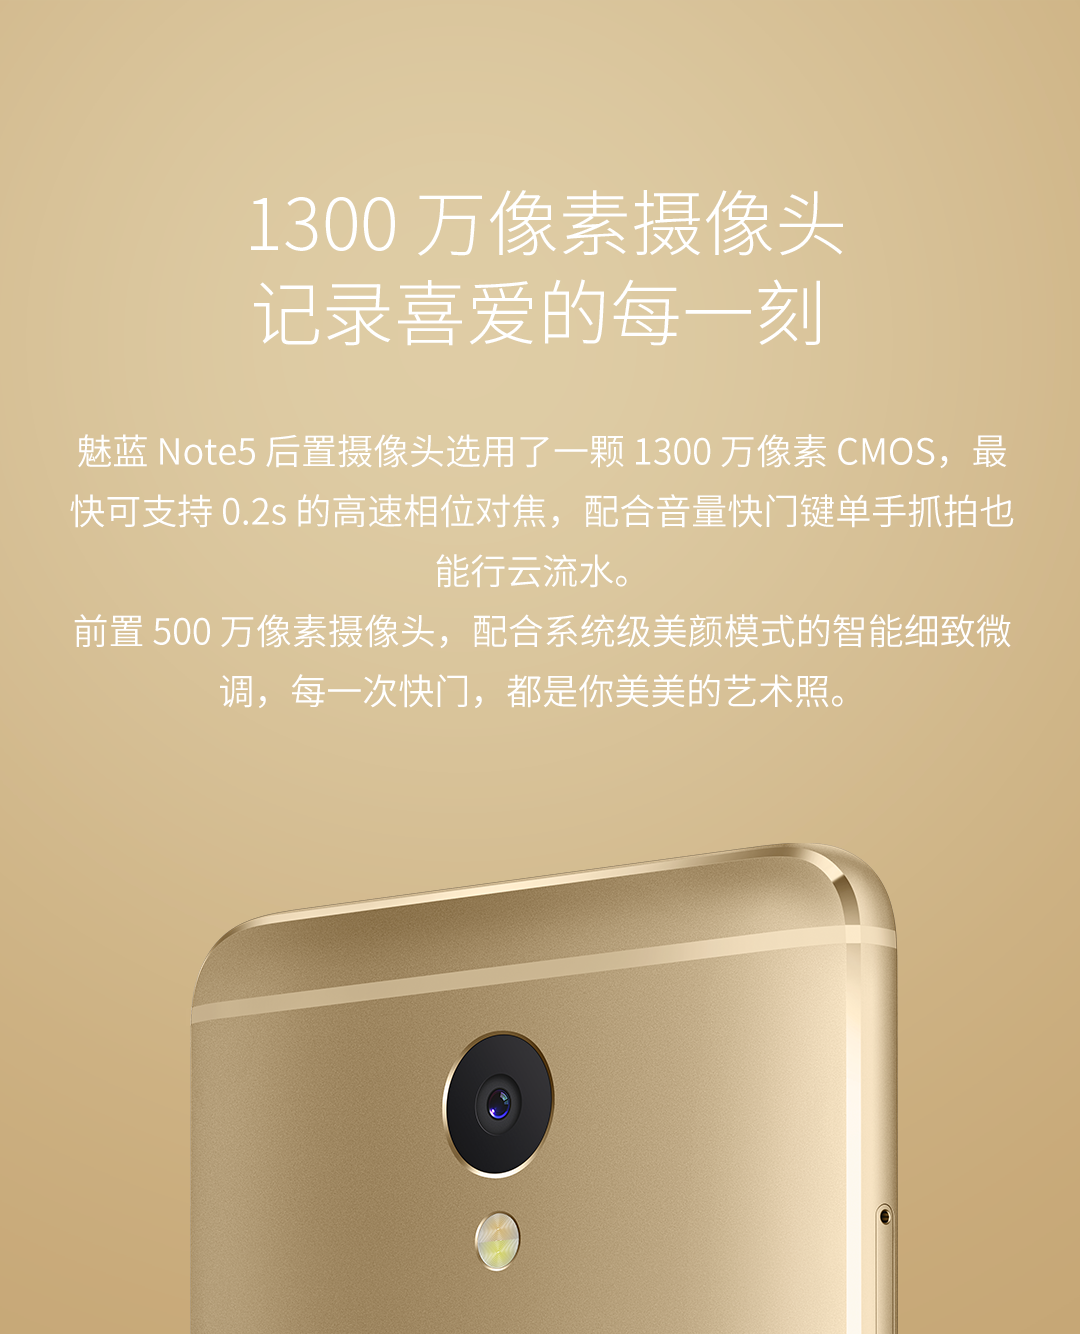 1300 万像素摄像头
记录喜爱的每一刻
魅蓝 Note5 后置摄像头选用了一颗 1300 万像素 CMOS，最
快可支持 0.2s 的高速相位对焦，配合音量快门键单手抓拍也
能行云流水。
前置 500 万像素摄像头，配合系统级美颜模式的智能细致微
调，每一次快门，都是你美美的艺术照。